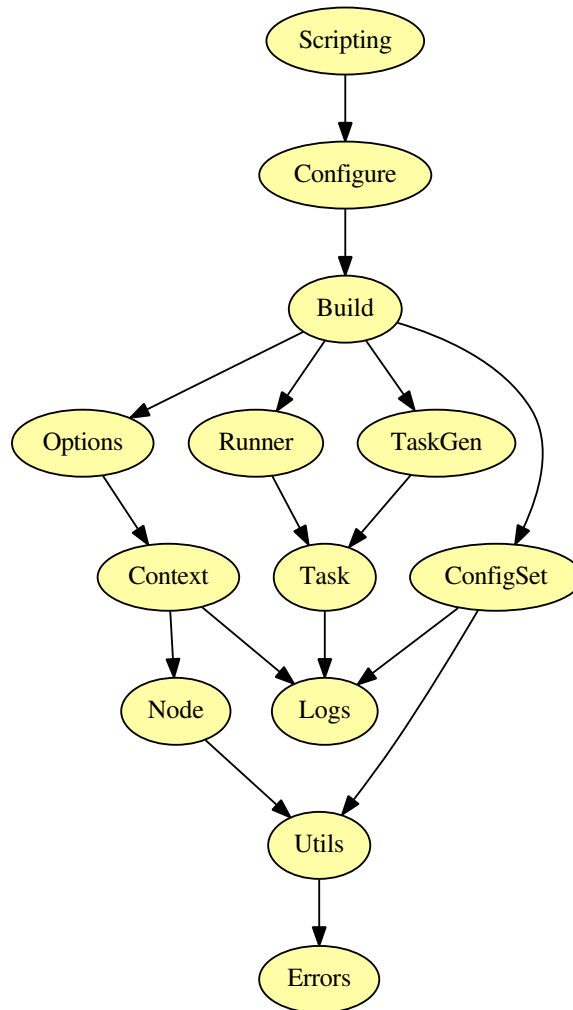 Scripting
Configure
Build
Options
Runner
TaskGen
Context
Task
ConfigSet
Node
Logs
Utils
Errors